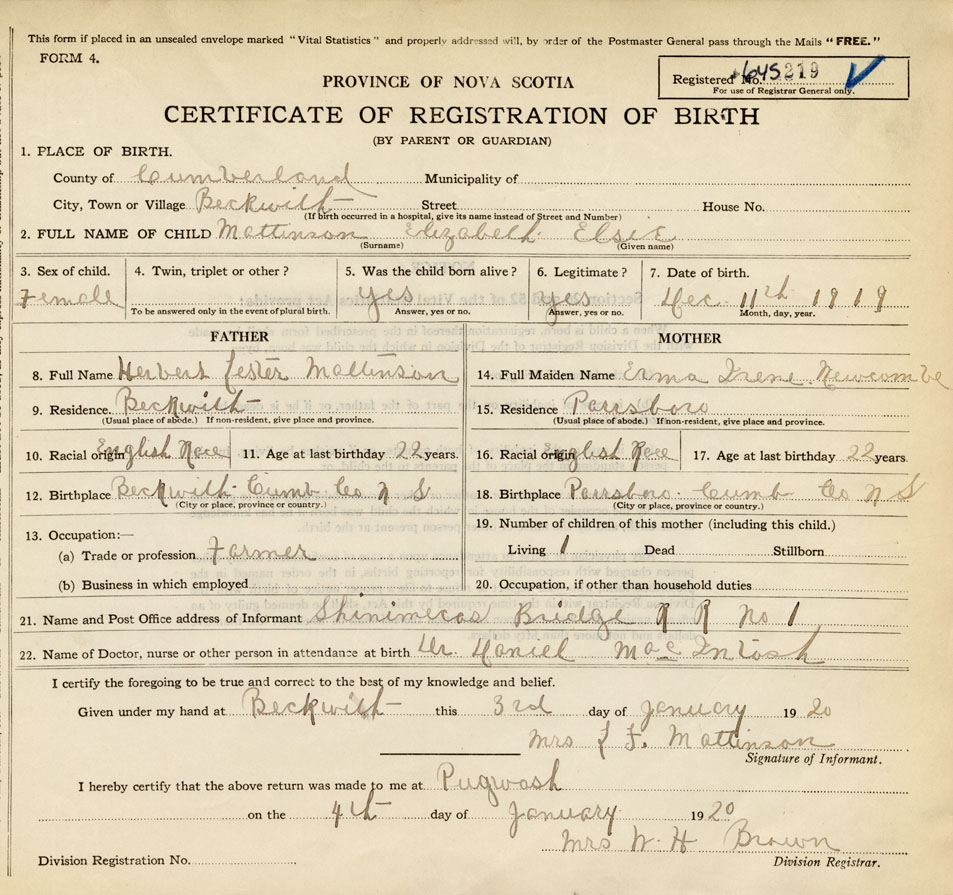 This form if placed in an unsealed envelope marked "Vital Statistics" and properly addressed will, by order of the Postmaster General pass through the Mails "FREE."
FORM 4.
Registered No. 645219
For use of Registrar General only.
PROVINCE OF NOVA SCOTIA
CERTIFICATE OF REGISTRATION OF BIRTH
(BY PARENT OR GUARDIAN)
1. PLACE OF BIRTH.
County of Cumberland Municipality of
City, Town or Village Beckwith Street House No.
(If birth occurred in a hospital, give its name instead of Street and Number)
2. FULL NAME OF CHILD Mattinson Elizabeth Elsie
(Surname) (Given name)
3. Sex of child. 4. Twin, triplet or other? 5. Was the child born alive? 6. Legitimate? 7. Date of birth.
Female yes yes Dec. 11th 1919
To be answered only in the event of plural birth. Answer, yes or no. Answer, yes or no. Month, day, year.
FATHER MOTHER
8. Full Name Herbert Lester Mattinson 14. Full Maiden Name Erma Irene Newcombe
9. Residence. Beckwith 15. Residence Parrsboro
(Usual place of abode.) If non-resident, give place and province. (Usual place of abode.) If non-resident, give place and province.
10. Racial origin English Race 11. Age at last birthday 22 years. 16. Racial origin English Race 17. Age at last birthday 22 years.
12. Birthplace Beckwith Cumb Co N S 18. Birthplace Parrsboro Cumb Co N S
(City or place, province or country.) (City or place, province or country.)
13. Occupation:— 19. Number of children of this mother (including this child.)
(a) Trade or profession Farmer Living 1 Dead Stillborn
(b) Business in which employed 20. Occupation, if other than household duties
21. Name and Post Office address of Informant Shinimicas Bridge R R No 1
22. Name of Doctor, nurse or other person in attendance at birth Dr. Daniel MacIntosh
I certify the foregoing to be true and correct to the best of my knowledge and belief.
Given under my hand at Beckwith this 3rd day of January 1920
Mrs L F. Mattinson
Signature of Informant.
I hereby certify that the above return was made to me at Pugwash
on the 4th day of January 1920
Mrs W. H Brown
Division Registration No. Division Registrar.